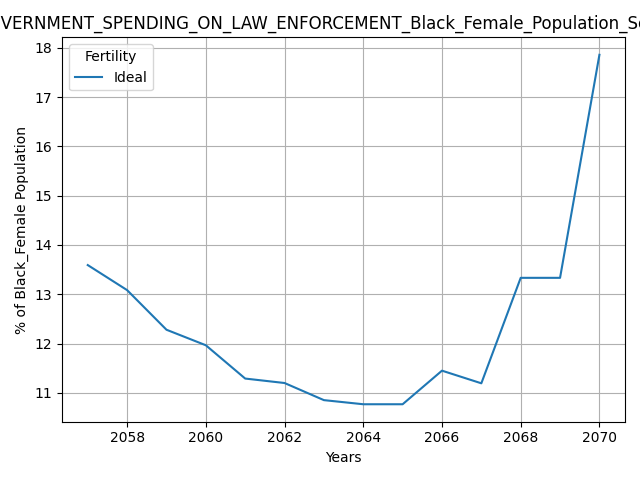 VERNMENT_SPENDING_ON_LAW_ENFORCEMENT_Black_Female_Population_S
Fertility
Ideal
18
17
16
15
14
13
12
11
% of Black_Female Population
2058 2060 2062 2064 2066 2068 2070
Years